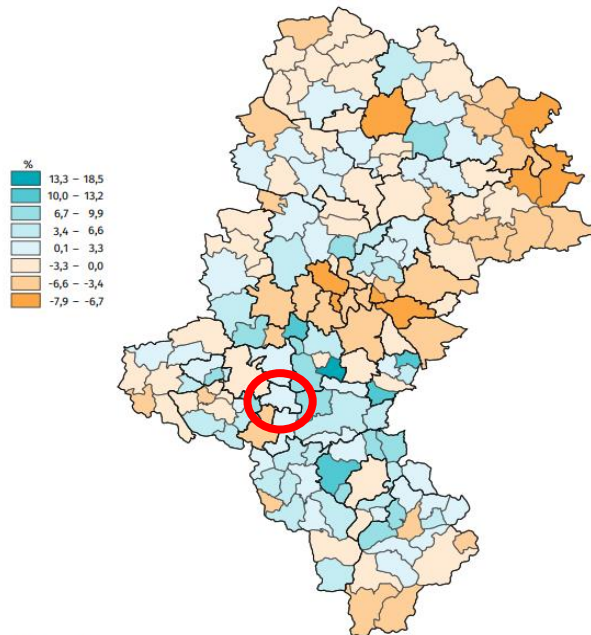 %
13,3 – 18,5
10,0 – 13,2
6,7 – 9,9
3,4 – 6,6
0,1 – 3,3
-3,3 – 0,0
-6,6 – -3,4
-7,9 – -6,7